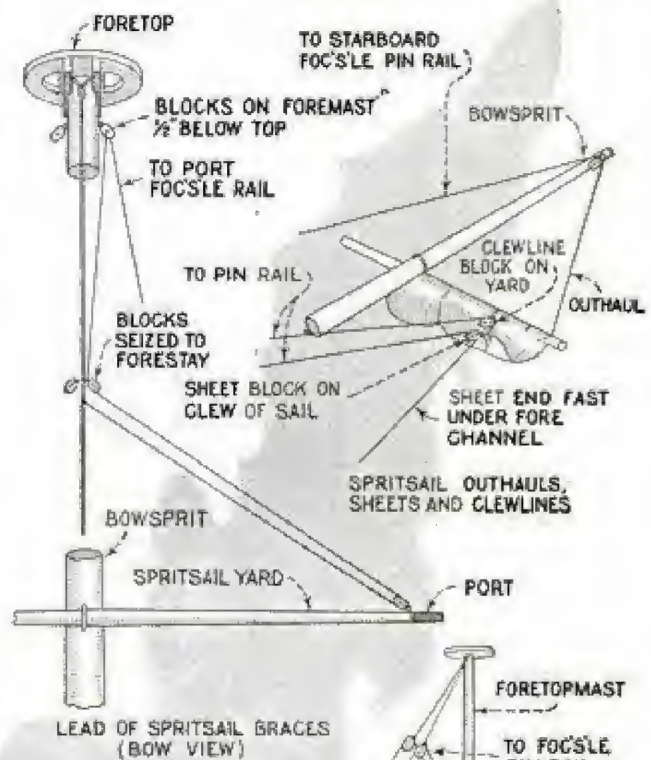 FORETOP
BLOCKS ON FOREMAST
½" BELOW TOP
TO PORT
FOC'S'LE RAIL
BLOCKS
SEIZED TO
FORESTAY
BOWSPRIT
SPRITSAIL YARD
PORT
LEAD OF SPRITSAIL BRACES
(BOW VIEW)
TO STARBOARD
FOC'S'LE PIN RAIL
BOWSPRIT
CLEWLINE
BLOCK ON
YARD
OUTHAUL
TO PIN RAIL
SHEET BLOCK ON
CLEW OF SAIL
SHEET END FAST
UNDER FORE
CHANNEL
SPRITSAIL OUTHAULS,
SHEETS AND CLEWLINES
FORETOPMAST
TO FOC'S'LE